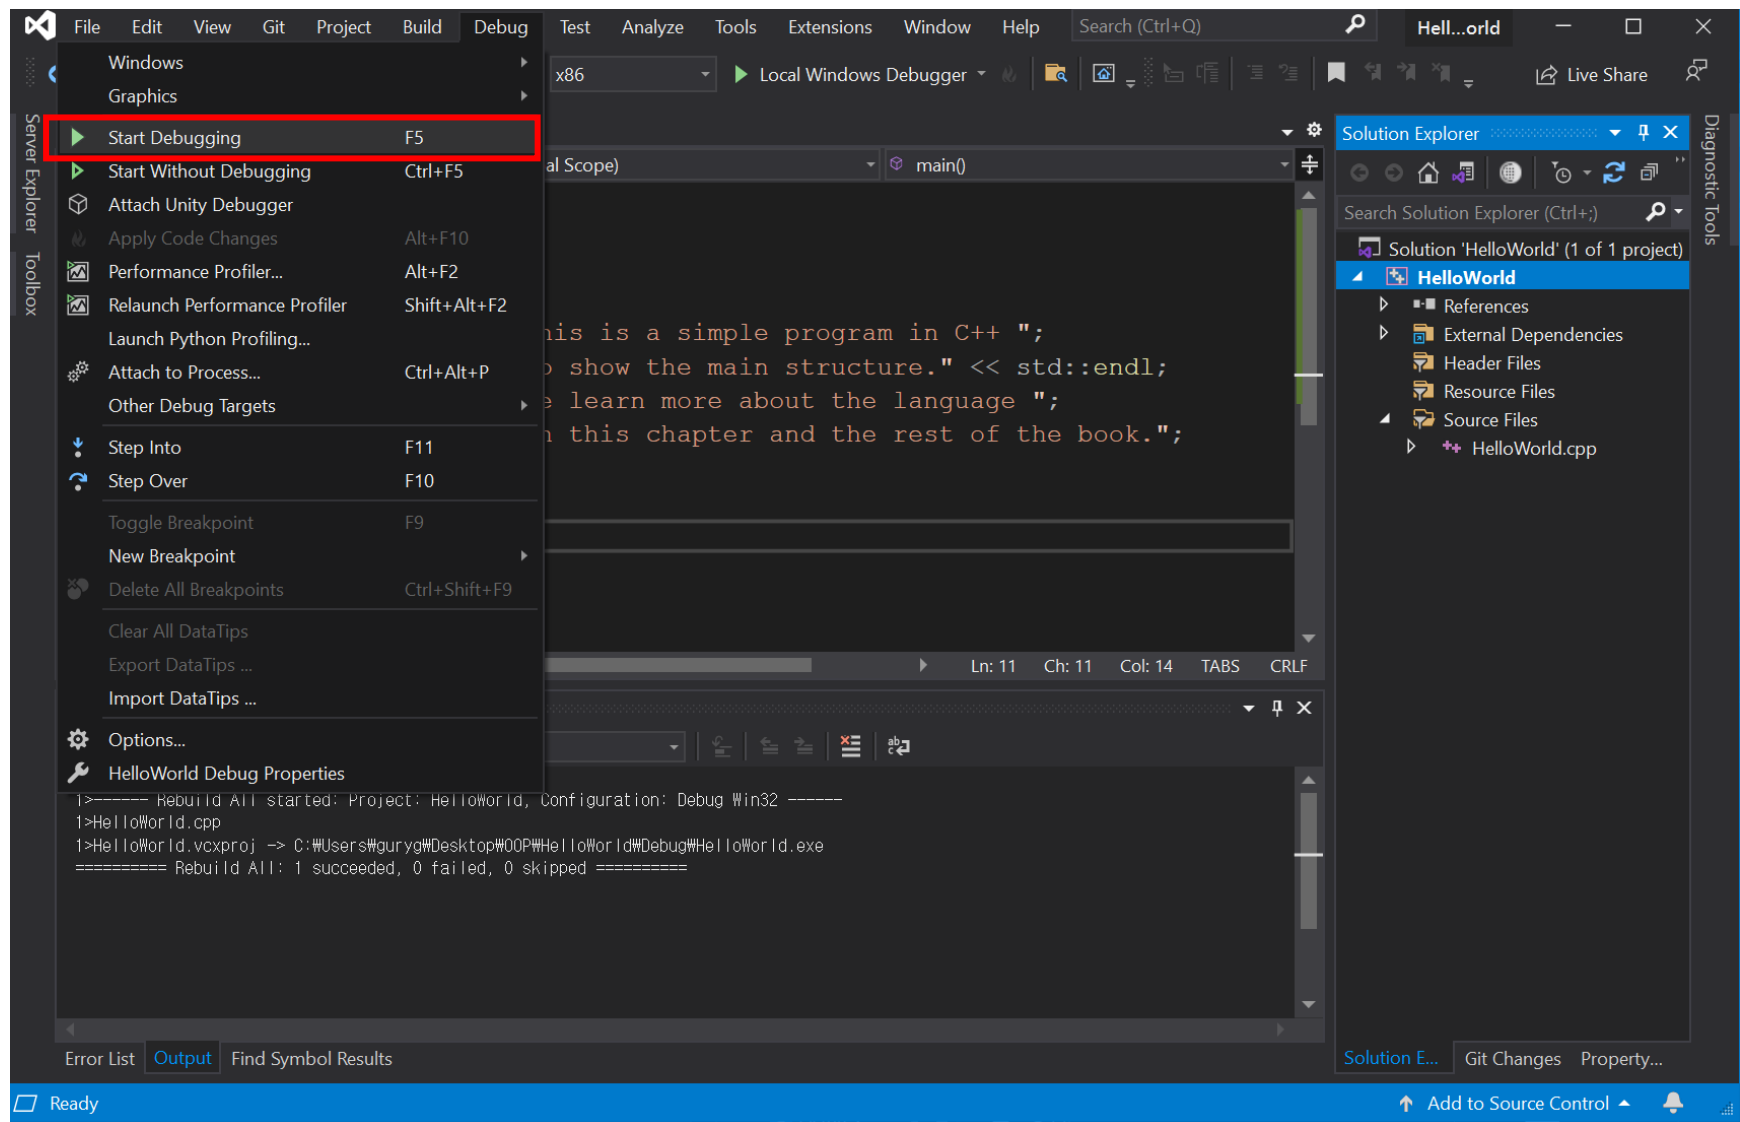 File Edit View Git Project Build Debug Test Analyze Tools Extensions Window Help Search (Ctrl+Q) Hell...orld
x86 Local Windows Debugger Live Share
Windows
Graphics
Start Debugging F5
Start Without Debugging Ctrl+F5
Attach Unity Debugger
Apply Code Changes Alt+F10
Performance Profiler... Alt+F2
Relaunch Performance Profiler Shift+Alt+F2
Launch Python Profiling...
Attach to Process... Ctrl+Alt+P
Other Debug Targets
Step Into F11
Step Over F10
Toggle Breakpoint F9
New Breakpoint
Delete All Breakpoints Ctrl+Shift+F9
Clear All DataTips
Export DataTips ...
Import DataTips ...
Options...
HelloWorld Debug Properties
Server Explorer
Toolbox
al Scope) main()
his is a simple program in C++ ";
o show the main structure." << std::endl;
e learn more about the language ";
n this chapter and the rest of the book.";
Ln: 11 Ch: 11 Col: 14 TABS CRLF
1>------ Rebuild All started: Project: HelloWorld, Configuration: Debug Win32 ------
1>HelloWorld.cpp
1>HelloWorld.vcxproj -> C:₩Users₩guryg₩Desktop₩OOP₩HelloWorld₩Debug₩HelloWorld.exe
========== Rebuild All: 1 succeeded, 0 failed, 0 skipped ==========
Error List Output Find Symbol Results
Solution Explorer
Search Solution Explorer (Ctrl+;)
Solution 'HelloWorld' (1 of 1 project)
HelloWorld
References
External Dependencies
Header Files
Resource Files
Source Files
HelloWorld.cpp
Solution E... Git Changes Property...
Diagnostic Tools
Ready Add to Source Control